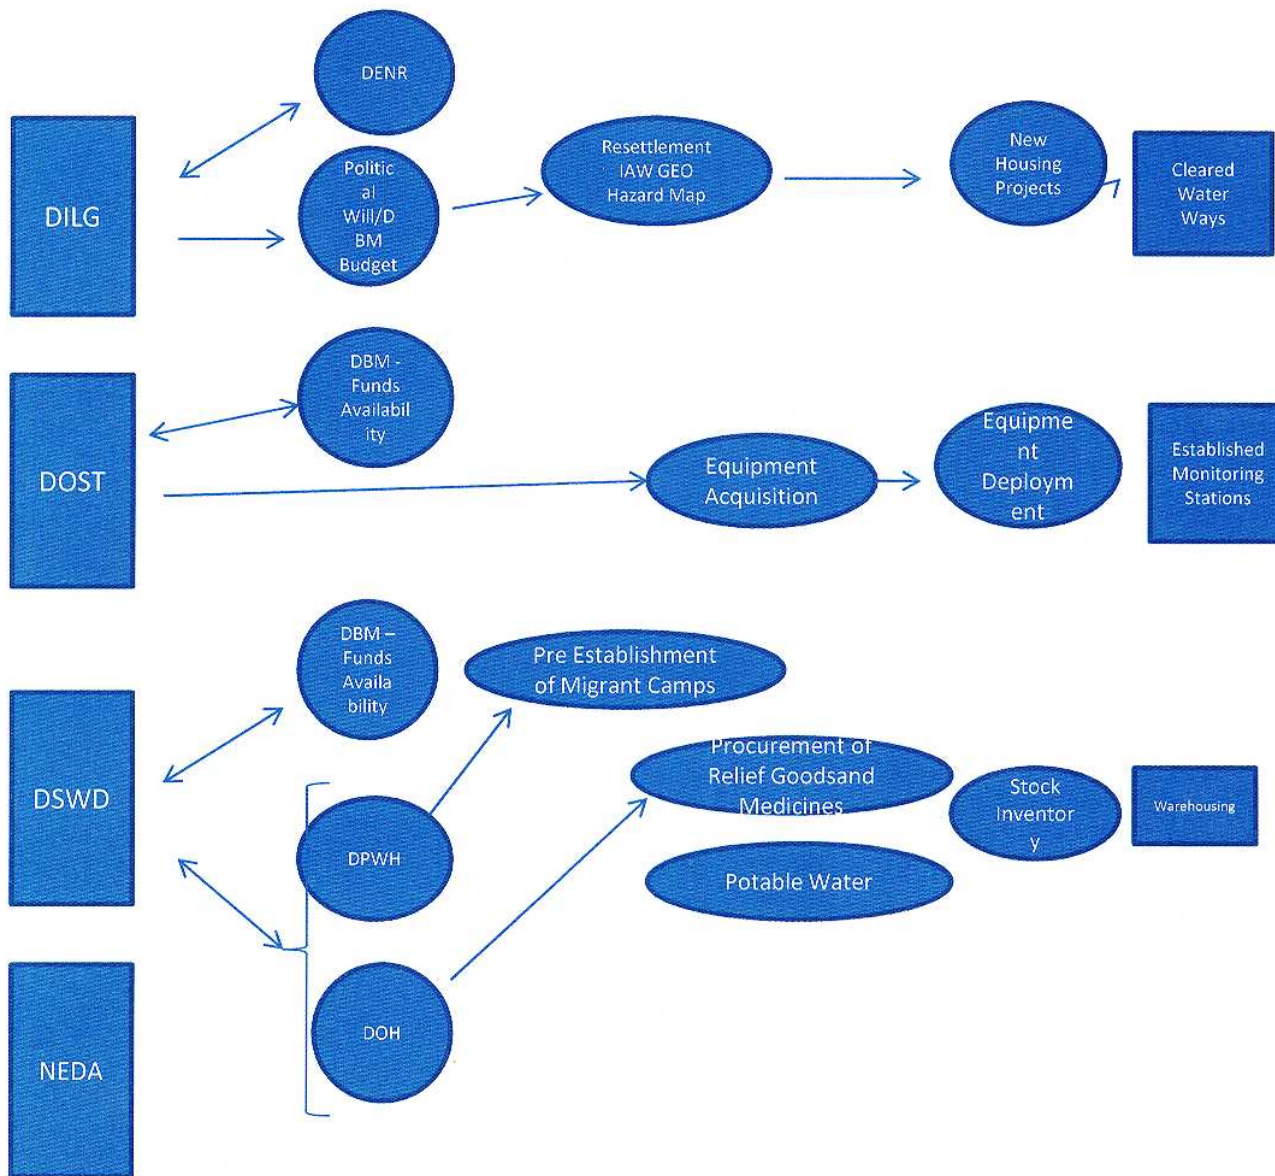 DENR
DILG
Politic
al
Will/D
BM
Budget
Resettlement
IAW GEO
Hazard Map
New
Housing
Projects
Cleared
Water
Ways
DOST
DBM -
Funds
Availabil
ity
Equipment
Acquisition
Equipme
nt
Deploym
ent
Established
Monitoring
Stations
DSWD
DBM –
Funds
Availa
bility
Pre Establishment
of Migrant Camps
DPWH
Procurement of
Relief Goodsand
Medicines
Stock
Inventor
y
Warehousing
Potable Water
NEDA
DOH